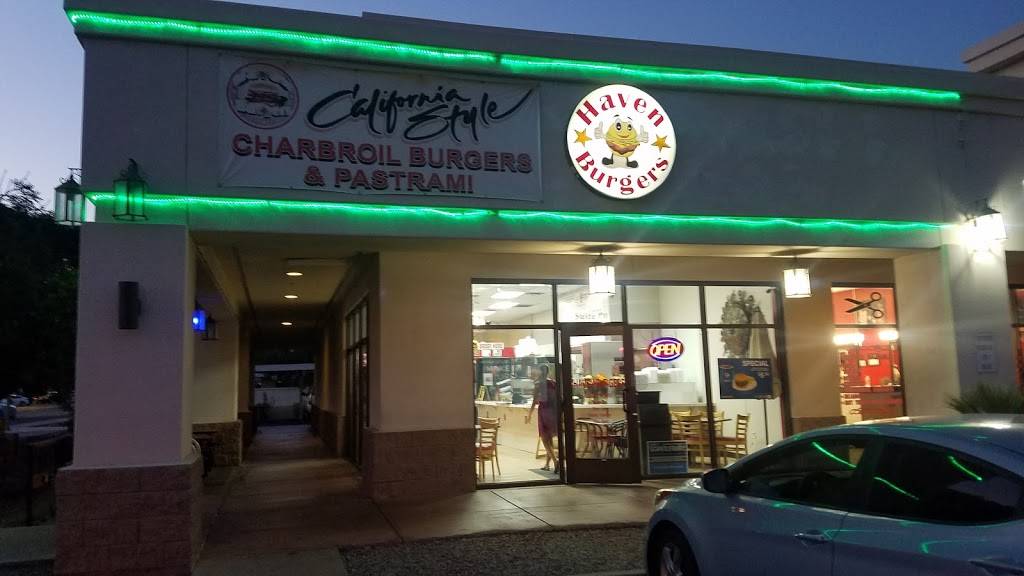 California
Style
CHARBROIL BURGERS
& PASTRAMI
Haven
Burgers
OPEN
SPECIAL